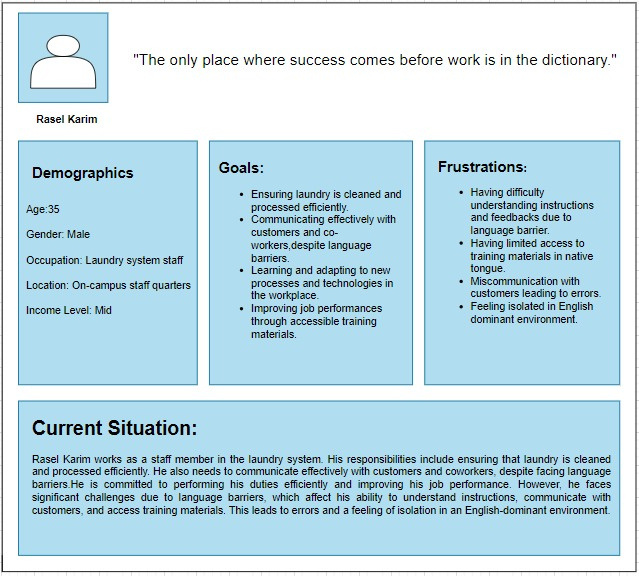 "The only place where success comes before work is in the dictionary."
Rasel Karim
Demographics
Age:35
Gender: Male
Occupation: Laundry system staff
Location: On-campus staff quarters
Income Level: Mid
Goals:
• Ensuring laundry is cleaned and
processed efficiently.
• Communicating effectively with
customers and co-
workers,despite language
barriers.
• Learning and adapting to new
processes and technologies in
the workplace.
• Improving job performances
through accessible training
materials.
Frustrations:
• Having difficulty
understanding instructions
and feedbacks due to
language barrier.
• Having limited access to
training materials in native
tongue.
• Miscommunication with
customers leading to errors.
• Feeling isolated in English
dominant environment.
Current Situation:
Rasel Karim works as a staff member in the laundry system. His responsibilities include ensuring that laundry is cleaned
and processed efficiently. He also needs to communicate effectively with customers and coworkers, despite facing language
barriers.He is committed to performing his duties efficiently and improving his job performance. However, he faces
significant challenges due to language barriers, which affect his ability to understand instructions, communicate with
customers, and access training materials. This leads to errors and a feeling of isolation in an English-dominant environment.